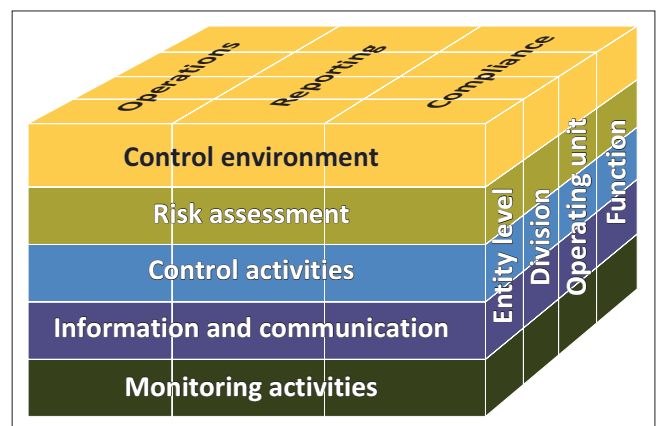 Operations
Reporting
Compliance
Control environment
Risk assessment
Control activities
Information and communication
Monitoring activities
Entity level
Division
Operating unit
Function